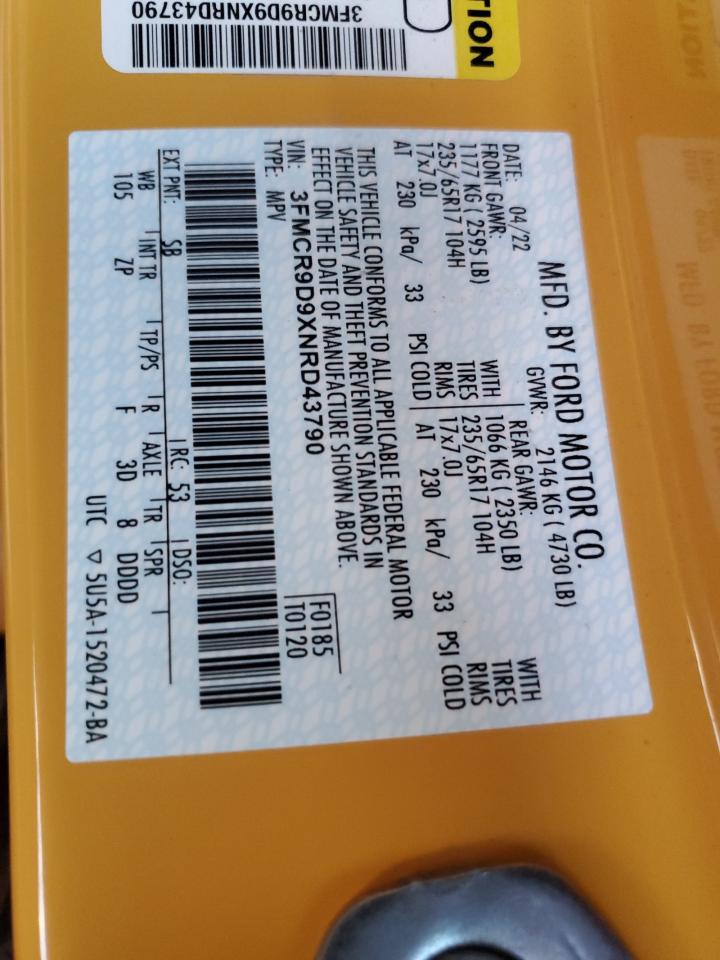 TION
3FMCR9D9XNRD43790
MFD. BY FORD MOTOR CO.
DATE: 04/22 GVWR: 2146 KG ( 4730 LB)
FRONT GAWR: REAR GAWR: WITH
1177 KG ( 2595 LB) WITH 1066 KG ( 2350 LB) TIRES
235/65R17 104H TIRES 235/65R17 104H RIMS
17x7.0J RIMS 17x7.0J
AT 230 kPa/ 33 PSI COLD AT 230 kPa/ 33 PSI COLD
THIS VEHICLE CONFORMS TO ALL APPLICABLE FEDERAL MOTOR
VEHICLE SAFETY AND THEFT PREVENTION STANDARDS IN
EFFECT ON THE DATE OF MANUFACTURE SHOWN ABOVE.
VIN: 3FMCR9D9XNRD43790 F0185
TYPE: MPV T0120
EXT PNT: SB RC: 53 DSO:
WB INT TR TP/PS R AXLE TR SPR
105 ZP F 3D 8 DDDD
UTC ▽ 5U5A-1520472-BA